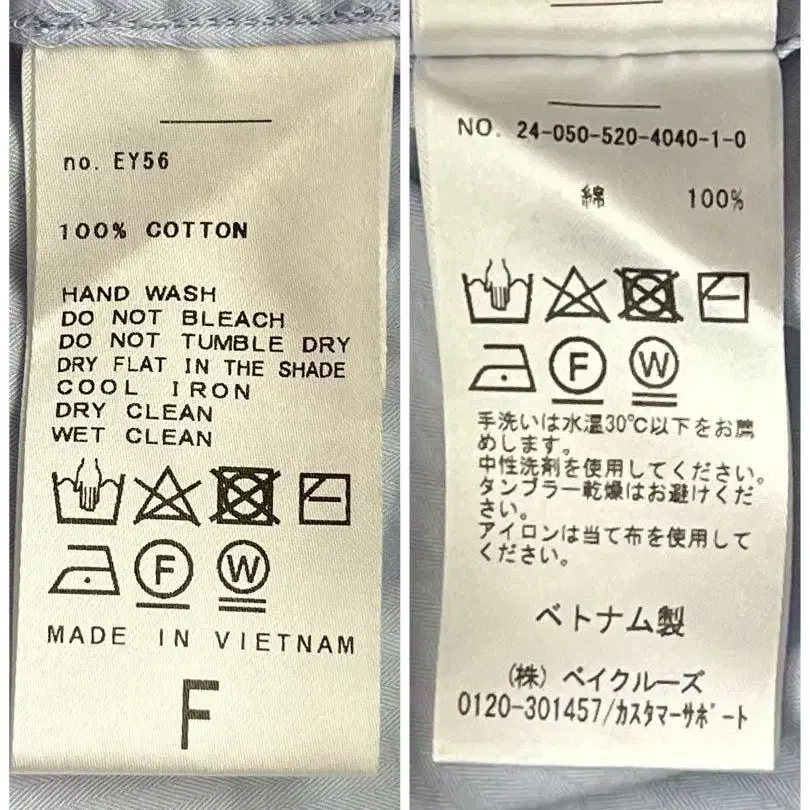 no. EY56
100% COTTON
HAND WASH
DO NOT BLEACH
DO NOT TUMBLE DRY
DRY FLAT IN THE SHADE
COOL IRON
DRY CLEAN
WET CLEAN
F W
MADE IN VIETNAM
F
NO. 24-050-520-4040-1-0
綿 100%
F W
手洗いは水温30℃以下をお薦
めします。
中性洗剤を使用してください。
タンブラー乾燥はお避けくだ
さい。
アイロンは当て布を使用して
ください。
ベトナム製
(株) ベイクルーズ
0120-301457/カスタマーサポート